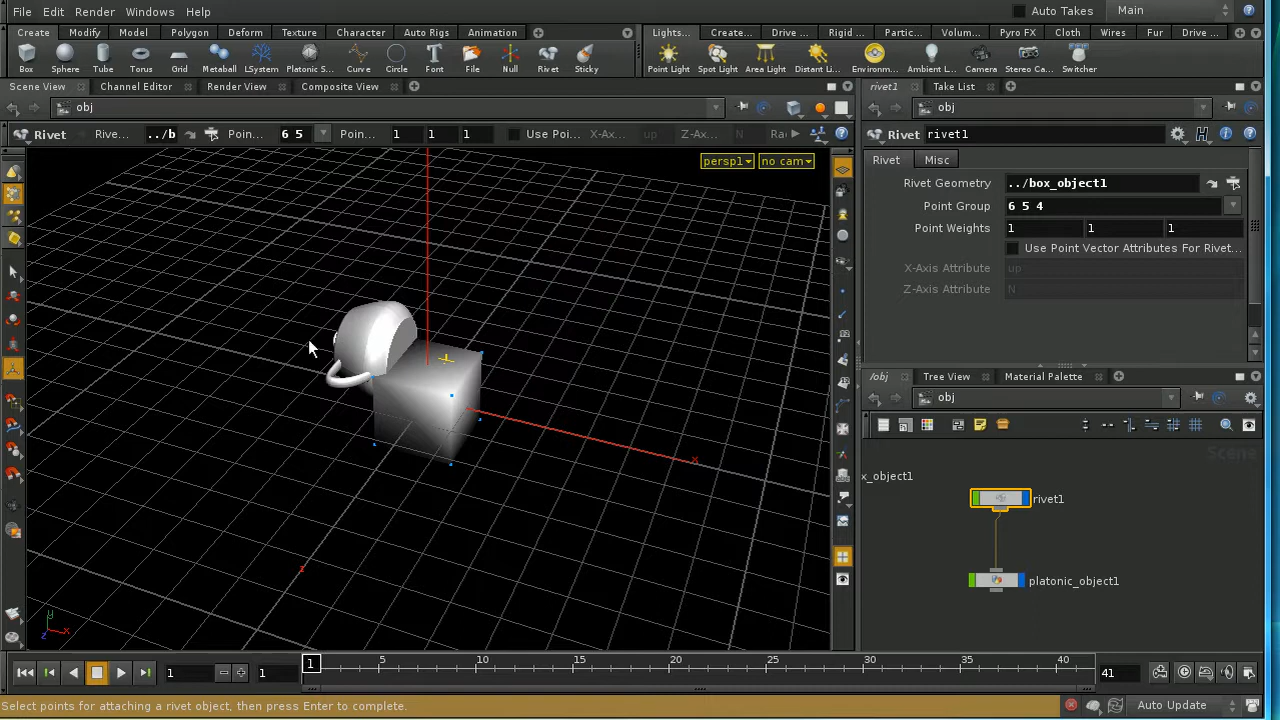 File Edit Render Windows Help Auto Takes Main
Create Modify Model Polygon Deform Texture Character Auto Rigs Animation Lights... Create... Drive ... Rigid ... Partic... Volum... Pyro FX Cloth Wires Fur Drive ...
Box Sphere Tube Torus Grid Metaball LSystem Platonic S... Curve Circle Font File Null Rivet Sticky Point Light Spot Light Area Light Distant Li... Environm... Ambient L... Camera Stereo Ca... Switcher
Scene View Channel Editor Render View Composite View rivet1 Take List
obj obj
Rivet Rive... ../b Poin... 6 5 Poin... 1 1 1 Use Poi... X-Ax... up Z-Ax... N Ra Rivet rivet1
persp1 no cam Rivet Misc
Rivet Geometry ../box_object1
Point Group 6 5 4
Point Weights 1 1 1
Use Point Vector Attributes For Rivet...
X-Axis Attribute up
Z-Axis Attribute N
/obj Tree View Material Palette
obj
Scene
x_object1
rivet1
platonic_object1
x
z
y
z x
1 1 1 5 10 15 20 25 30 35 40 41
Select points for attaching a rivet object, then press Enter to complete. Auto Update